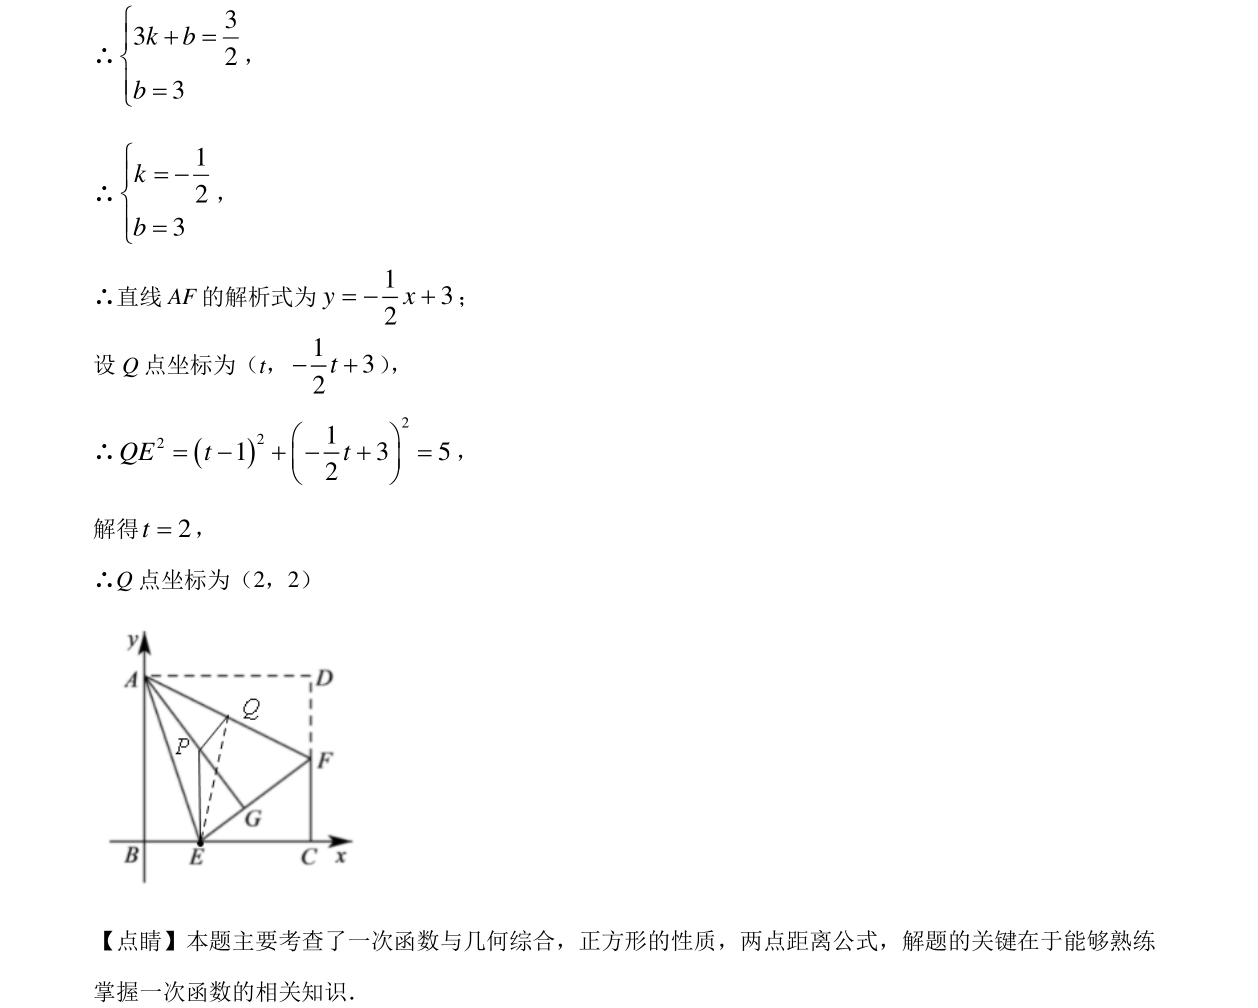 ∴{3k+b=3/2, b=3,
∴{k=-1/2, b=3,
∴直线 AF 的解析式为 y=-1/2x+3；
设 Q 点坐标为（t，-1/2t+3），
∴QE²=(t-1)²+(-1/2t+3)²=5，
解得t=2，
∴Q 点坐标为（2，2）
y
A
D
Q
P
F
G
B
E
C
x
【点睛】本题主要考查了一次函数与几何综合，正方形的性质，两点距离公式，解题的关键在于能够熟练
掌握一次函数的相关知识．